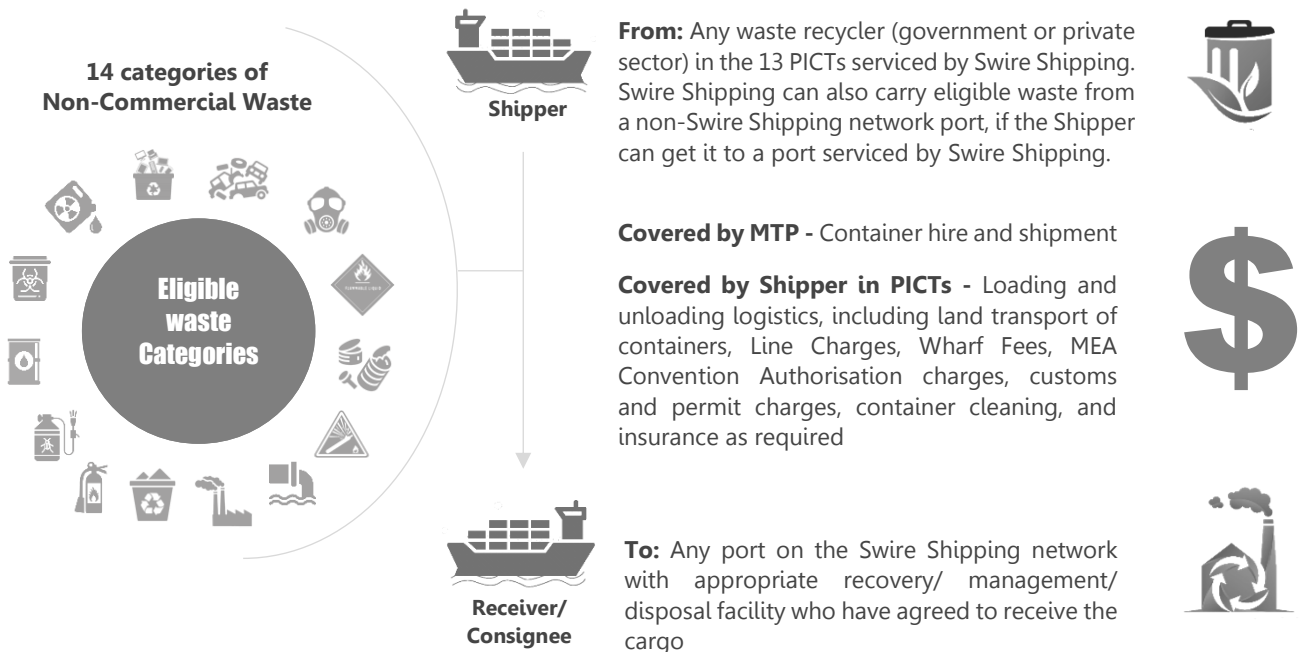 14 categories of
Non-Commercial Waste
Eligible
waste
Categories
FLAMMABLE LIQUID
Shipper
From: Any waste recycler (government or private
sector) in the 13 PICTs serviced by Swire Shipping.
Swire Shipping can also carry eligible waste from
a non-Swire Shipping network port, if the Shipper
can get it to a port serviced by Swire Shipping.
Covered by MTP - Container hire and shipment
Covered by Shipper in PICTs - Loading and
unloading logistics, including land transport of
containers, Line Charges, Wharf Fees, MEA
Convention Authorisation charges, customs
and permit charges, container cleaning, and
insurance as required
$
Receiver/
Consignee
To: Any port on the Swire Shipping network
with appropriate recovery/ management/
disposal facility who have agreed to receive the
cargo